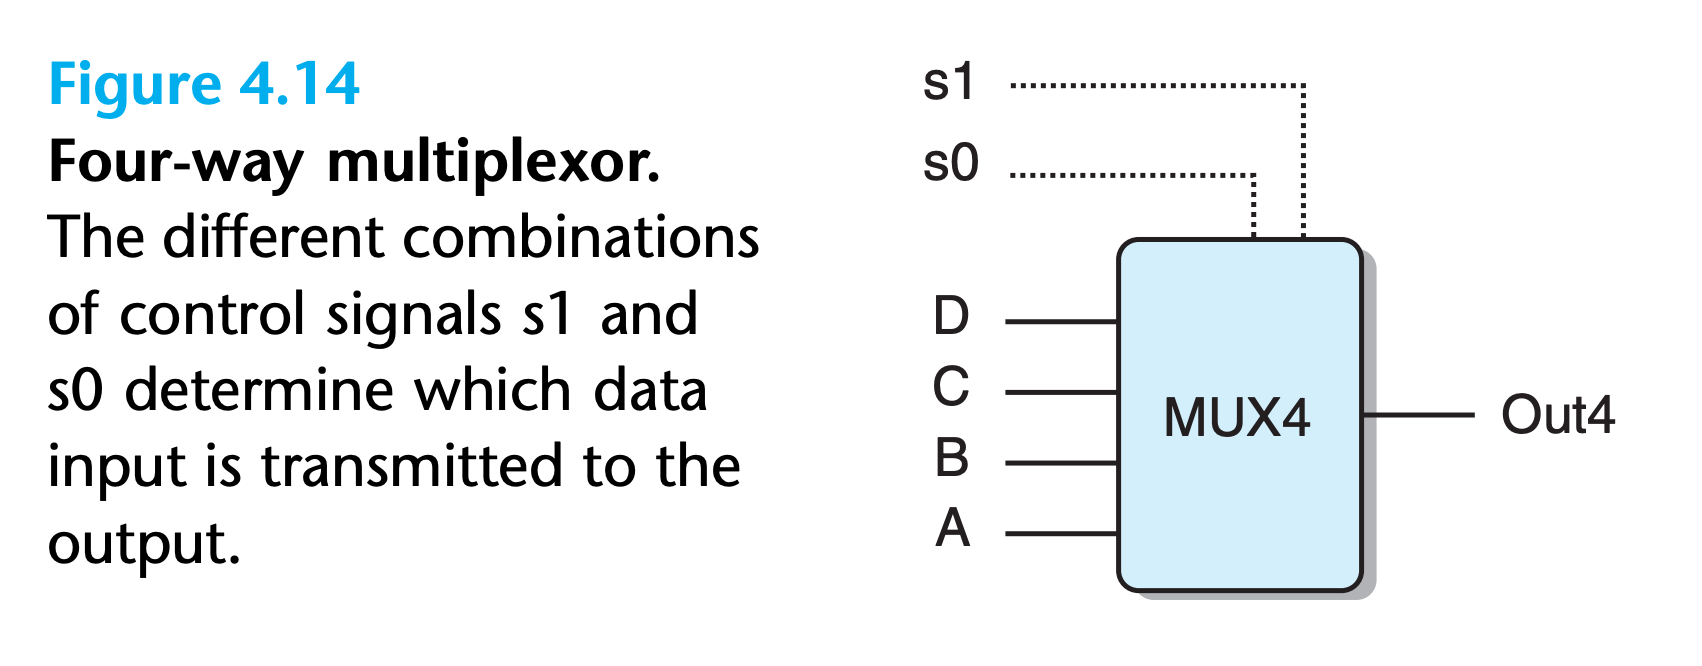 Figure 4.14
Four-way multiplexor.
The different combinations
of control signals s1 and
s0 determine which data
input is transmitted to the
output.
s1
s0
D
C
B
A
MUX4
Out4